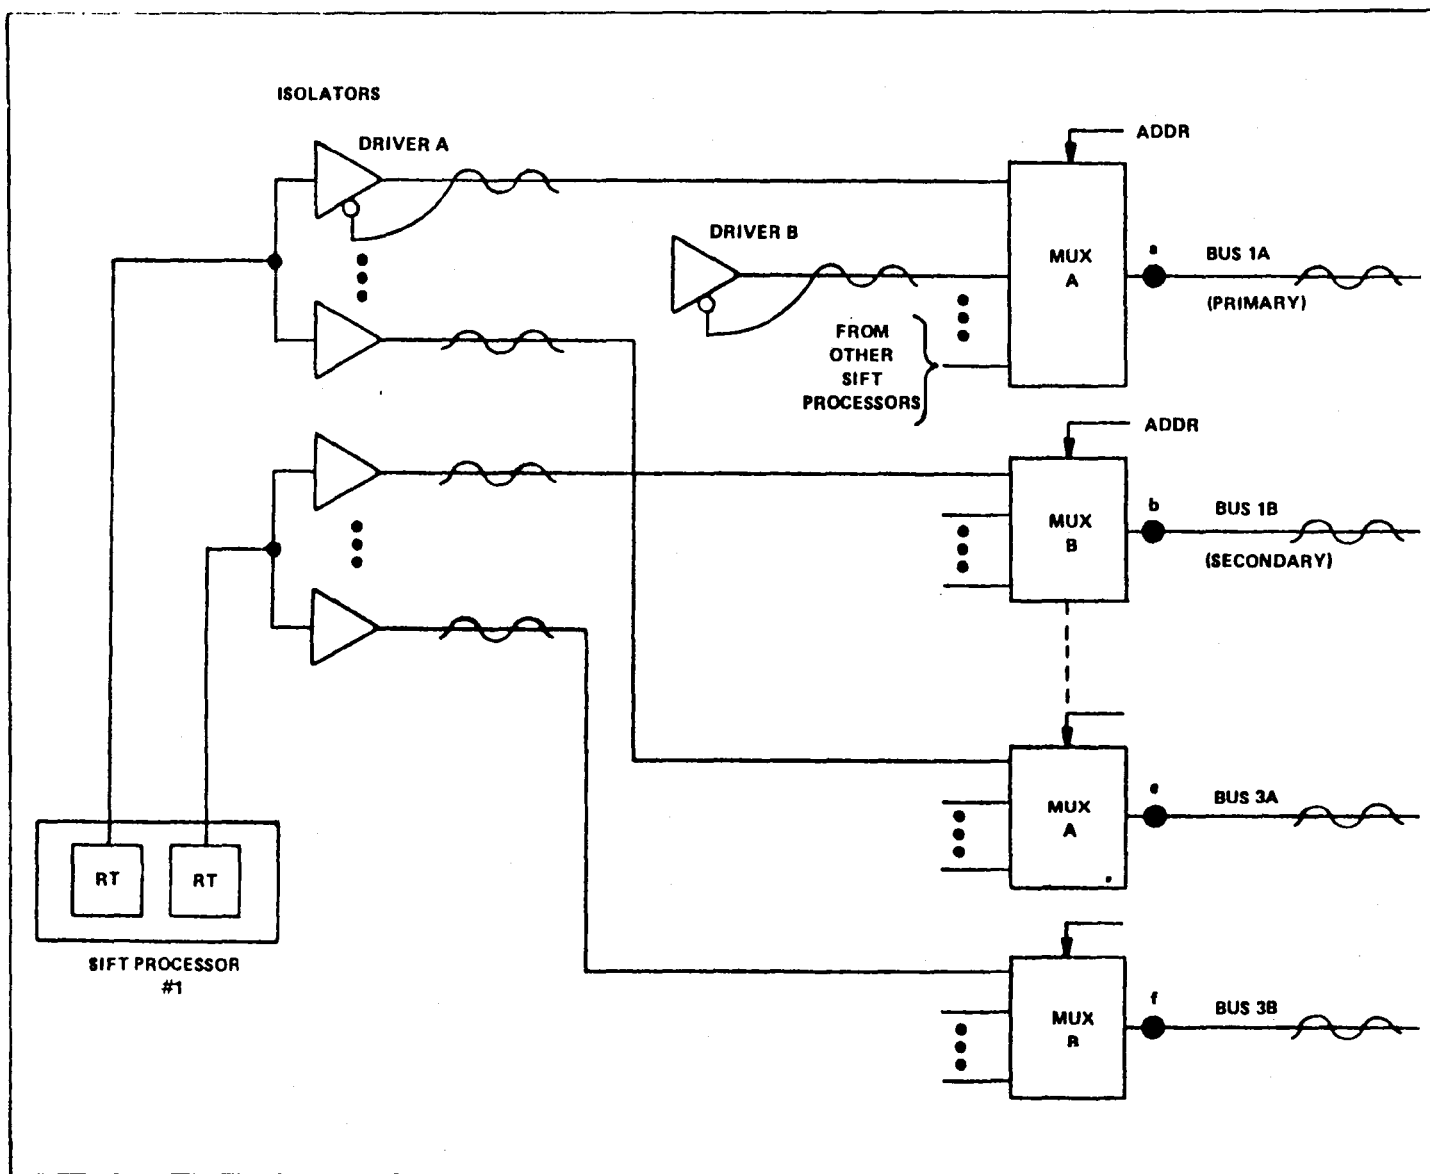 ISOLATORS
DRIVER A
ADDR
DRIVER B
MUX
A
a
BUS 1A
(PRIMARY)
FROM
OTHER
SIFT
PROCESSORS
ADDR
MUX
B
b
BUS 1B
(SECONDARY)
MUX
A
e
BUS 3A
RT
RT
SIFT PROCESSOR
#1
MUX
B
f
BUS 3B